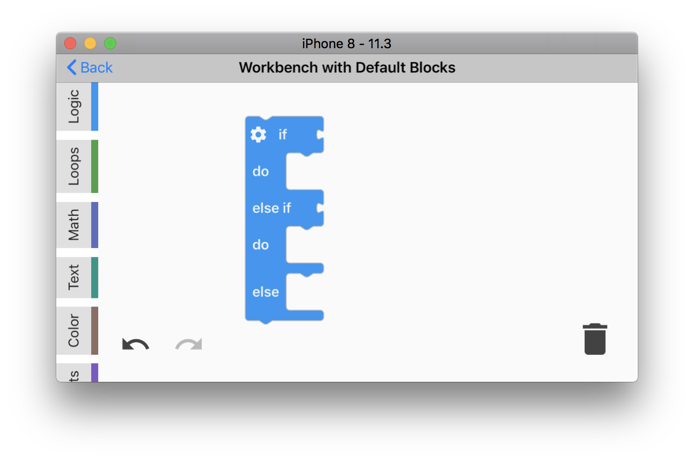 iPhone 8 - 11.3
Back
Workbench with Default Blocks
Logic
Loops
Math
Text
Color
ts
if
do
else if
do
else